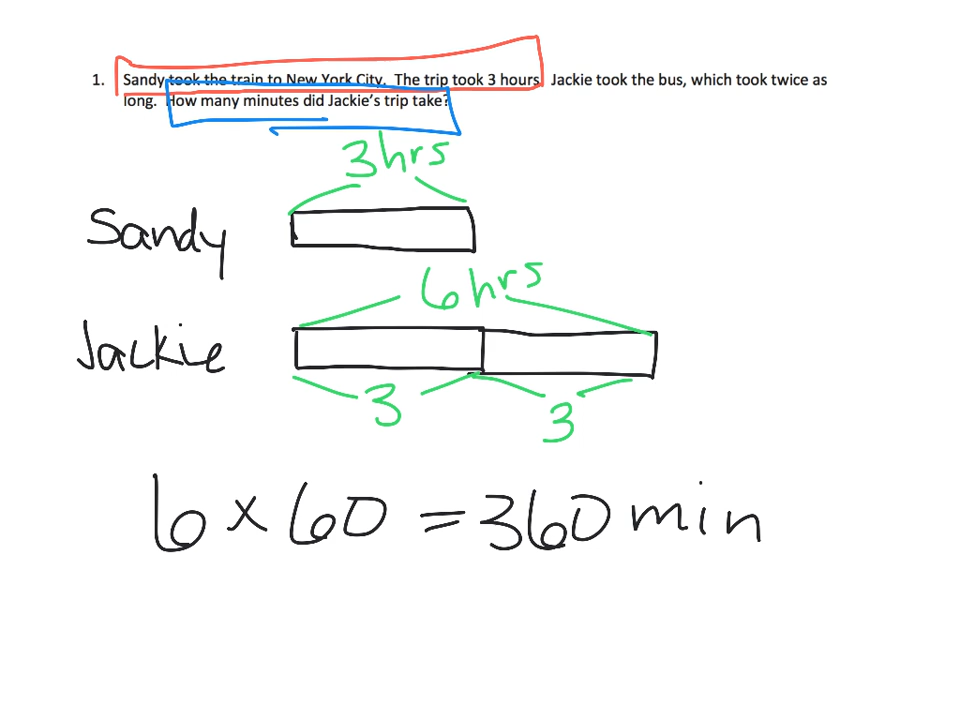 1. Sandy took the train to New York City. The trip took 3 hours. Jackie took the bus, which took twice as
long. How many minutes did Jackie's trip take?
3hrs
Sandy
6hrs
Jackie
3 3
6 x 60 = 360 min